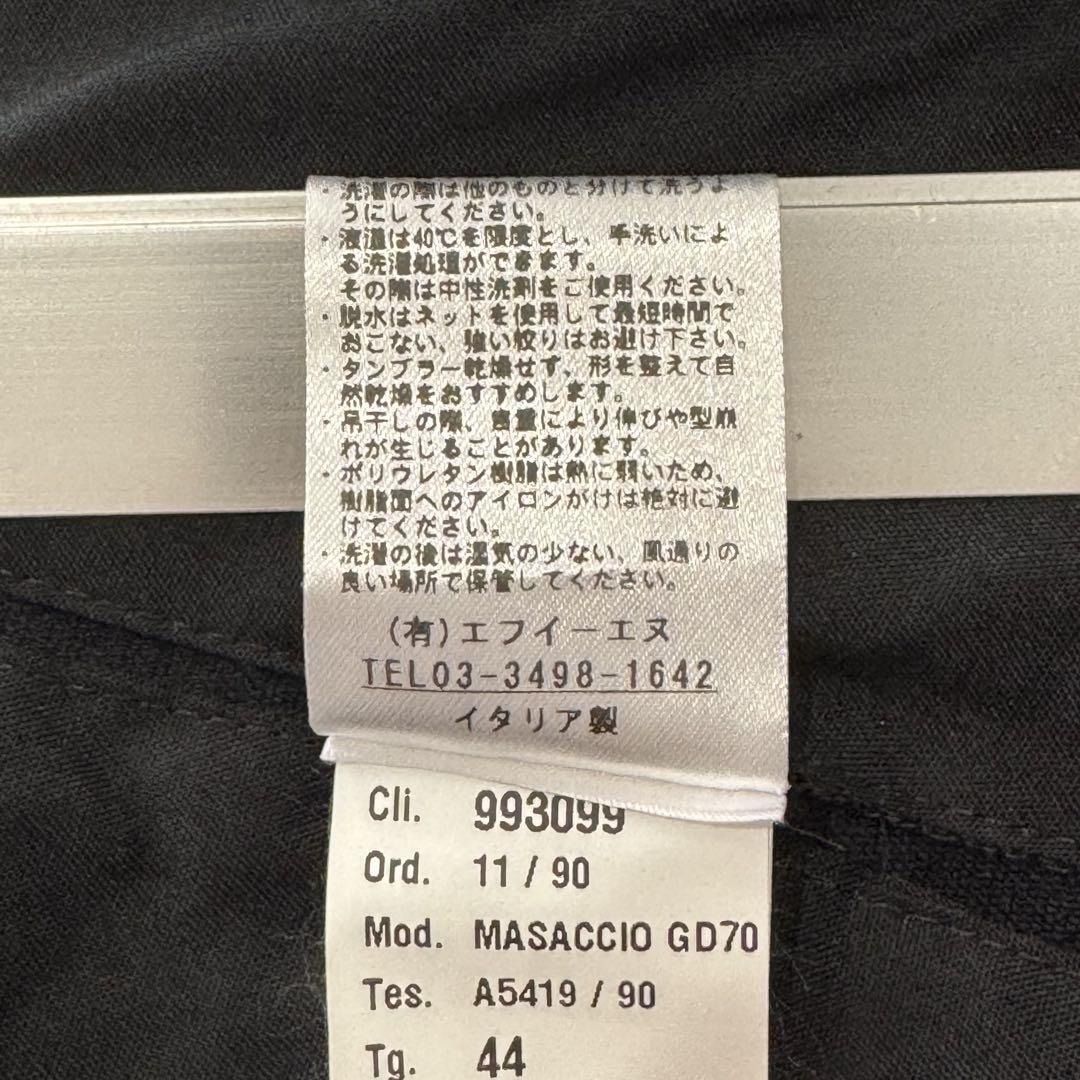 ・洗濯の際は他のものと分けて洗うよ
うにしてください。
・液温は40℃を限度とし、手洗いによ
る洗濯処理ができます。
その際は中性洗剤をご使用ください。
・脱水はネットを使用して最短時間で
おこない、強い絞りはお避け下さい。
・タンブラー乾燥せず、形を整えて自
然乾燥をおすすめします。
・吊干しの際、自重により伸びや型崩
れが生じることがあります。
・ポリウレタン樹脂は熱に弱いため、
樹脂面へのアイロンがけは絶対に避
けてください。
・洗濯の後は湿気の少ない、風通りの
良い場所で保管してください。
(有)エフイーエヌ
TEL03-3498-1642
イタリア製
Cli. 993099
Ord. 11 / 90
Mod. MASACCIO GD70
Tes. A5419 / 90
Tg. 44